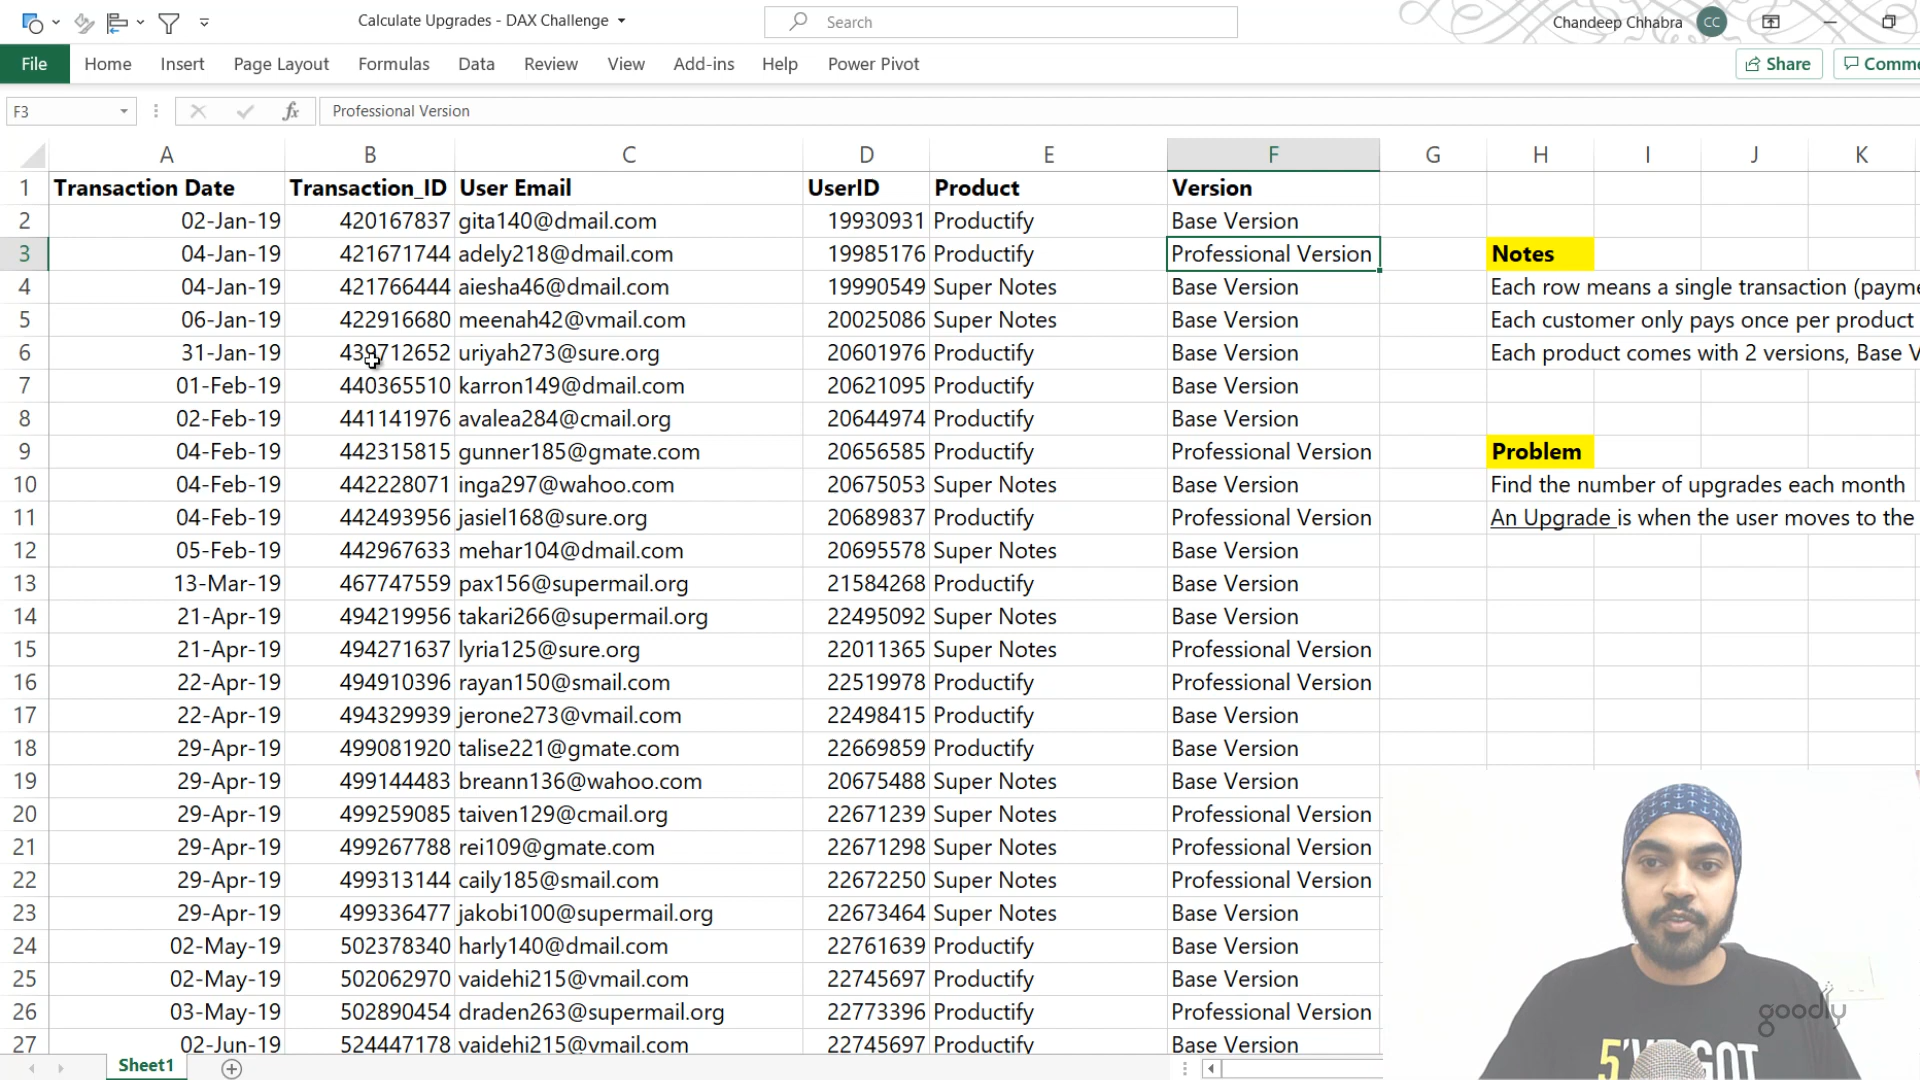 Calculate Upgrades - DAX Challenge
Search
Chandeep Chhabra
CC
File Home Insert Page Layout Formulas Data Review View Add-ins Help Power Pivot
Share
Comme
F3
fx
Professional Version
A B C D E F G H I J K
1 Transaction Date Transaction_ID User Email UserID Product Version
2 02-Jan-19 420167837 gita140@dmail.com 19930931 Productify Base Version
3 04-Jan-19 421671744 adely218@dmail.com 19985176 Productify Professional Version Notes
4 04-Jan-19 421766444 aiesha46@dmail.com 19990549 Super Notes Base Version Each row means a single transaction (payme
5 06-Jan-19 422916680 meenah42@vmail.com 20025086 Super Notes Base Version Each customer only pays once per product
6 31-Jan-19 439712652 uriyah273@sure.org 20601976 Productify Base Version Each product comes with 2 versions, Base V
7 01-Feb-19 440365510 karron149@dmail.com 20621095 Productify Base Version
8 02-Feb-19 441141976 avalea284@cmail.org 20644974 Productify Base Version
9 04-Feb-19 442315815 gunner185@gmate.com 20656585 Productify Professional Version Problem
10 04-Feb-19 442228071 inga297@wahoo.com 20675053 Super Notes Base Version Find the number of upgrades each month
11 04-Feb-19 442493956 jasiel168@sure.org 20689837 Productify Professional Version An Upgrade is when the user moves to the
12 05-Feb-19 442967633 mehar104@dmail.com 20695578 Super Notes Base Version
13 13-Mar-19 467747559 pax156@supermail.org 21584268 Productify Base Version
14 21-Apr-19 494219956 takari266@supermail.org 22495092 Super Notes Base Version
15 21-Apr-19 494271637 lyria125@sure.org 22011365 Super Notes Professional Version
16 22-Apr-19 494910396 rayan150@smail.com 22519978 Productify Professional Version
17 22-Apr-19 494329939 jerone273@vmail.com 22498415 Productify Base Version
18 29-Apr-19 499081920 talise221@gmate.com 22669859 Productify Base Version
19 29-Apr-19 499144483 breann136@wahoo.com 20675488 Super Notes Base Version
20 29-Apr-19 499259085 taiven129@cmail.org 22671239 Super Notes Professional Version
21 29-Apr-19 499267788 rei109@gmate.com 22671298 Super Notes Professional Version
22 29-Apr-19 499313144 caily185@smail.com 22672250 Super Notes Professional Version
23 29-Apr-19 499336477 jakobi100@supermail.org 22673464 Super Notes Base Version
24 02-May-19 502378340 harly140@dmail.com 22761639 Productify Base Version
25 02-May-19 502062970 vaidehi215@vmail.com 22745697 Productify Base Version
26 03-May-19 502890454 draden263@supermail.org 22773396 Productify Professional Version
27 02-Jun-19 524447178 vaidehi215@vmail.com 22745697 Productify Base Version
goodly
GOT
Sheet1